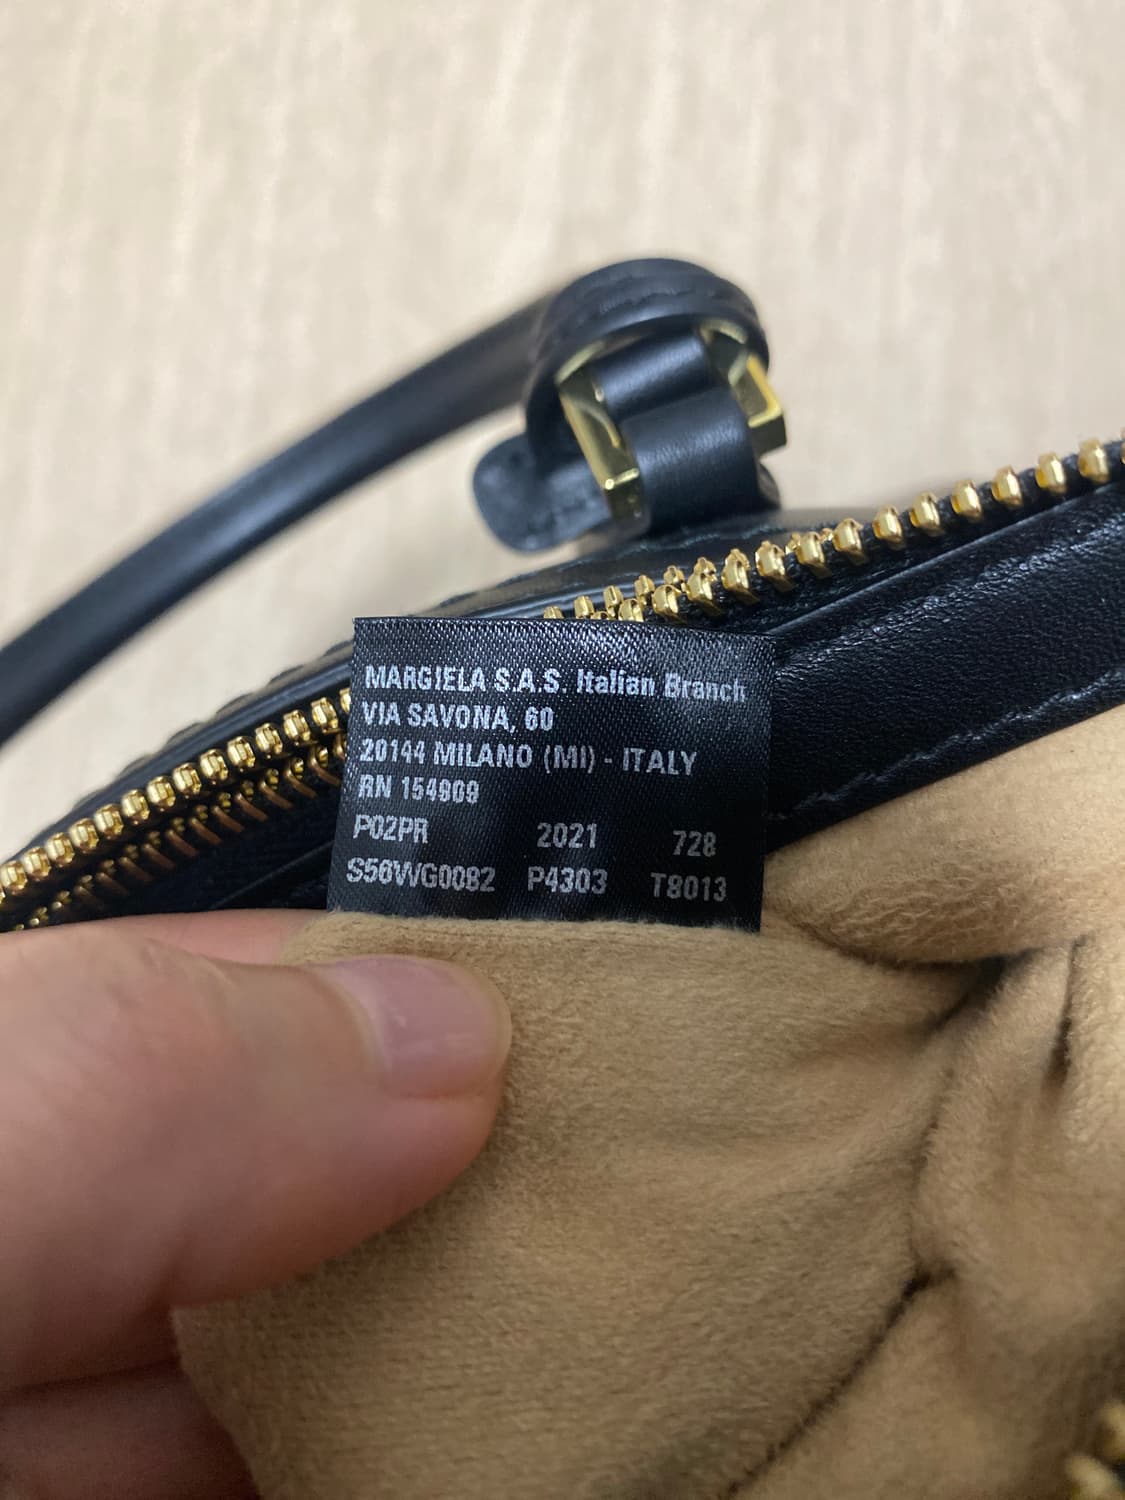 MARGIELA S.A.S. Italian Branch
VIA SAVONA, 60
20144 MILANO (MI) - ITALY
RN 154909
P02PR 2021 728
S56WG0082 P4303 T8013